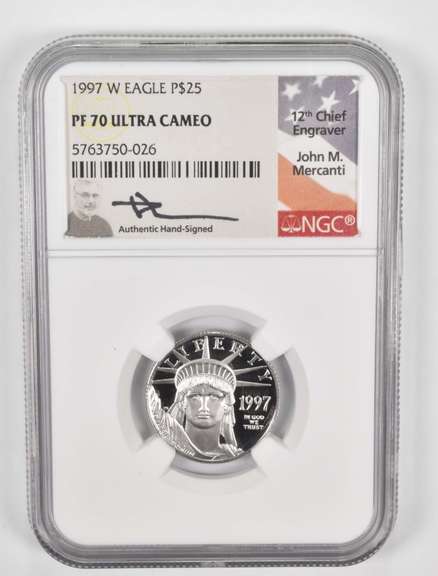 1997 W EAGLE P$25
PF 70 ULTRA CAMEO
5763750-026
Authentic Hand-Signed
12th Chief
Engraver
John M.
Mercanti
NGC®
LIBERTY
1997
IN GOD
WE
TRUST